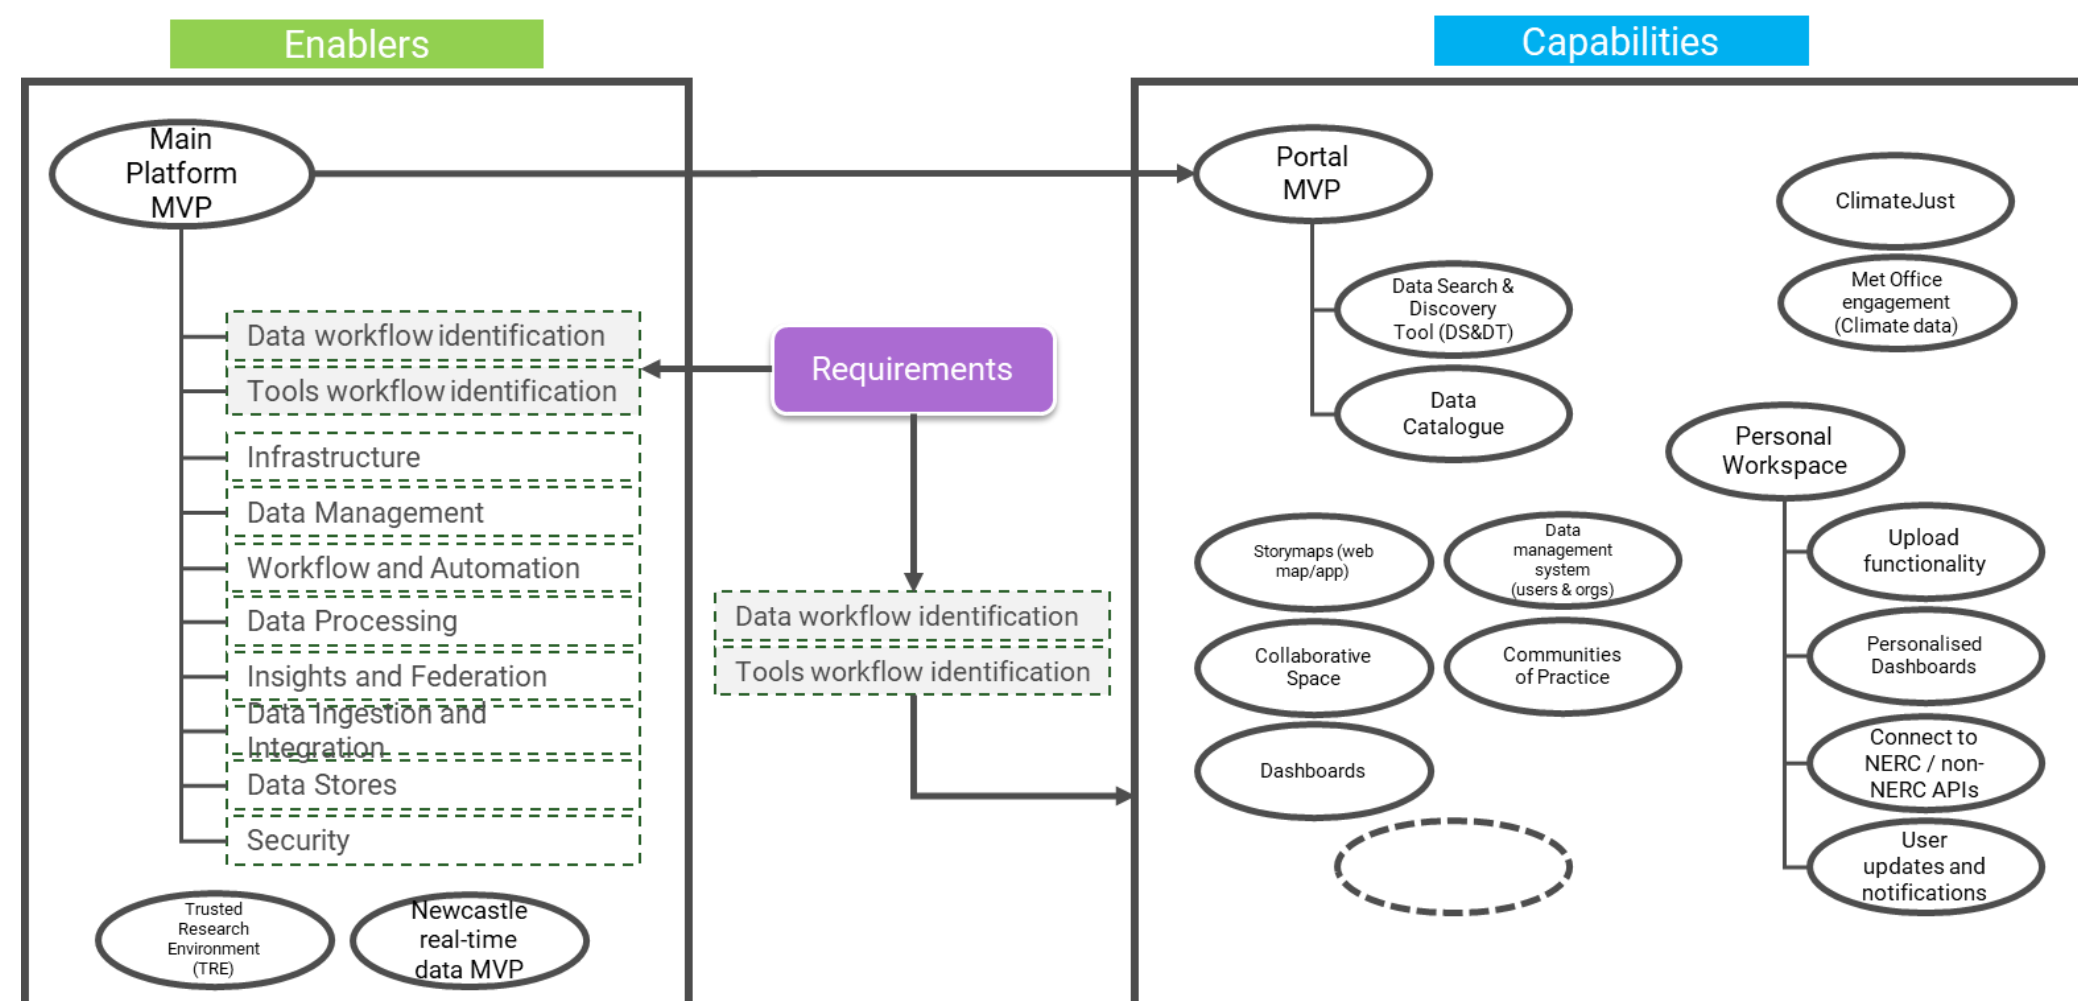 Enablers
Capabilities
Main
Platform
MVP
Data workflow identification
Tools workflow identification
Infrastructure
Data Management
Workflow and Automation
Data Processing
Insights and Federation
Data Ingestion and
Integration
Data Stores
Security
Trusted
Research
Environment
(TRE)
Newcastle
real-time
data MVP
Requirements
Data workflow identification
Tools workflow identification
Portal
MVP
Data Search &
Discovery
Tool (DS&DT)
Data
Catalogue
ClimateJust
Met Office
engagement
(Climate data)
Storymaps (web
map/app)
Data
management
system
(users & orgs)
Collaborative
Space
Communities
of Practice
Dashboards
Personal
Workspace
Upload
functionality
Personalised
Dashboards
Connect to
NERC / non-
NERC APIs
User
updates and
notifications